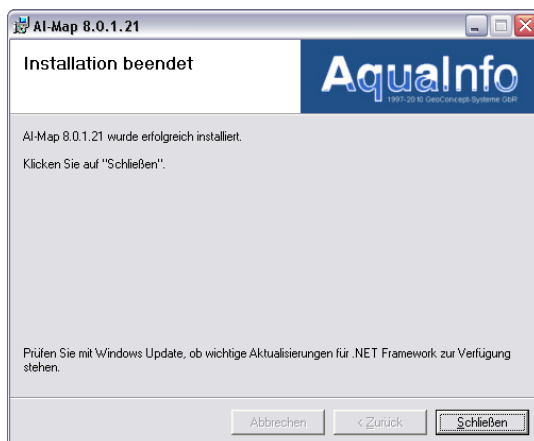 AI-Map 8.0.1.21
Installation beendet
AquaInfo
1997-2010 GeoConcept-Systeme GbR
AI-Map 8.0.1.21 wurde erfolgreich installiert.
Klicken Sie auf "Schließen".
Prüfen Sie mit Windows Update, ob wichtige Aktualisierungen für .NET Framework zur Verfügung
stehen.
Abbrechen < Zurück Schließen